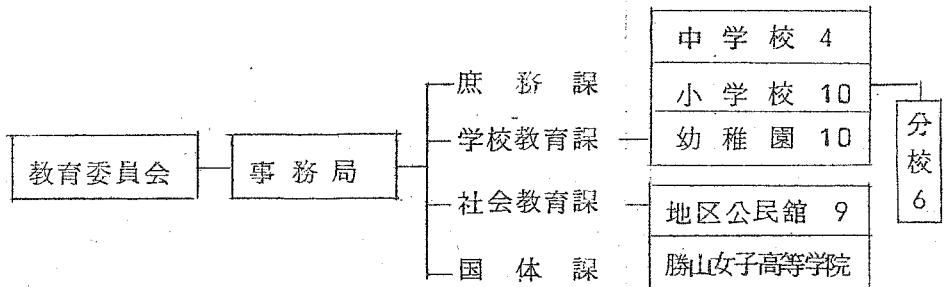 教育委員会
事務局
庶務課
学校教育課
社会教育課
国体課
中学校 4
小学校 10
幼稚園 10
地区公民館 9
勝山女子高等学院
分校6